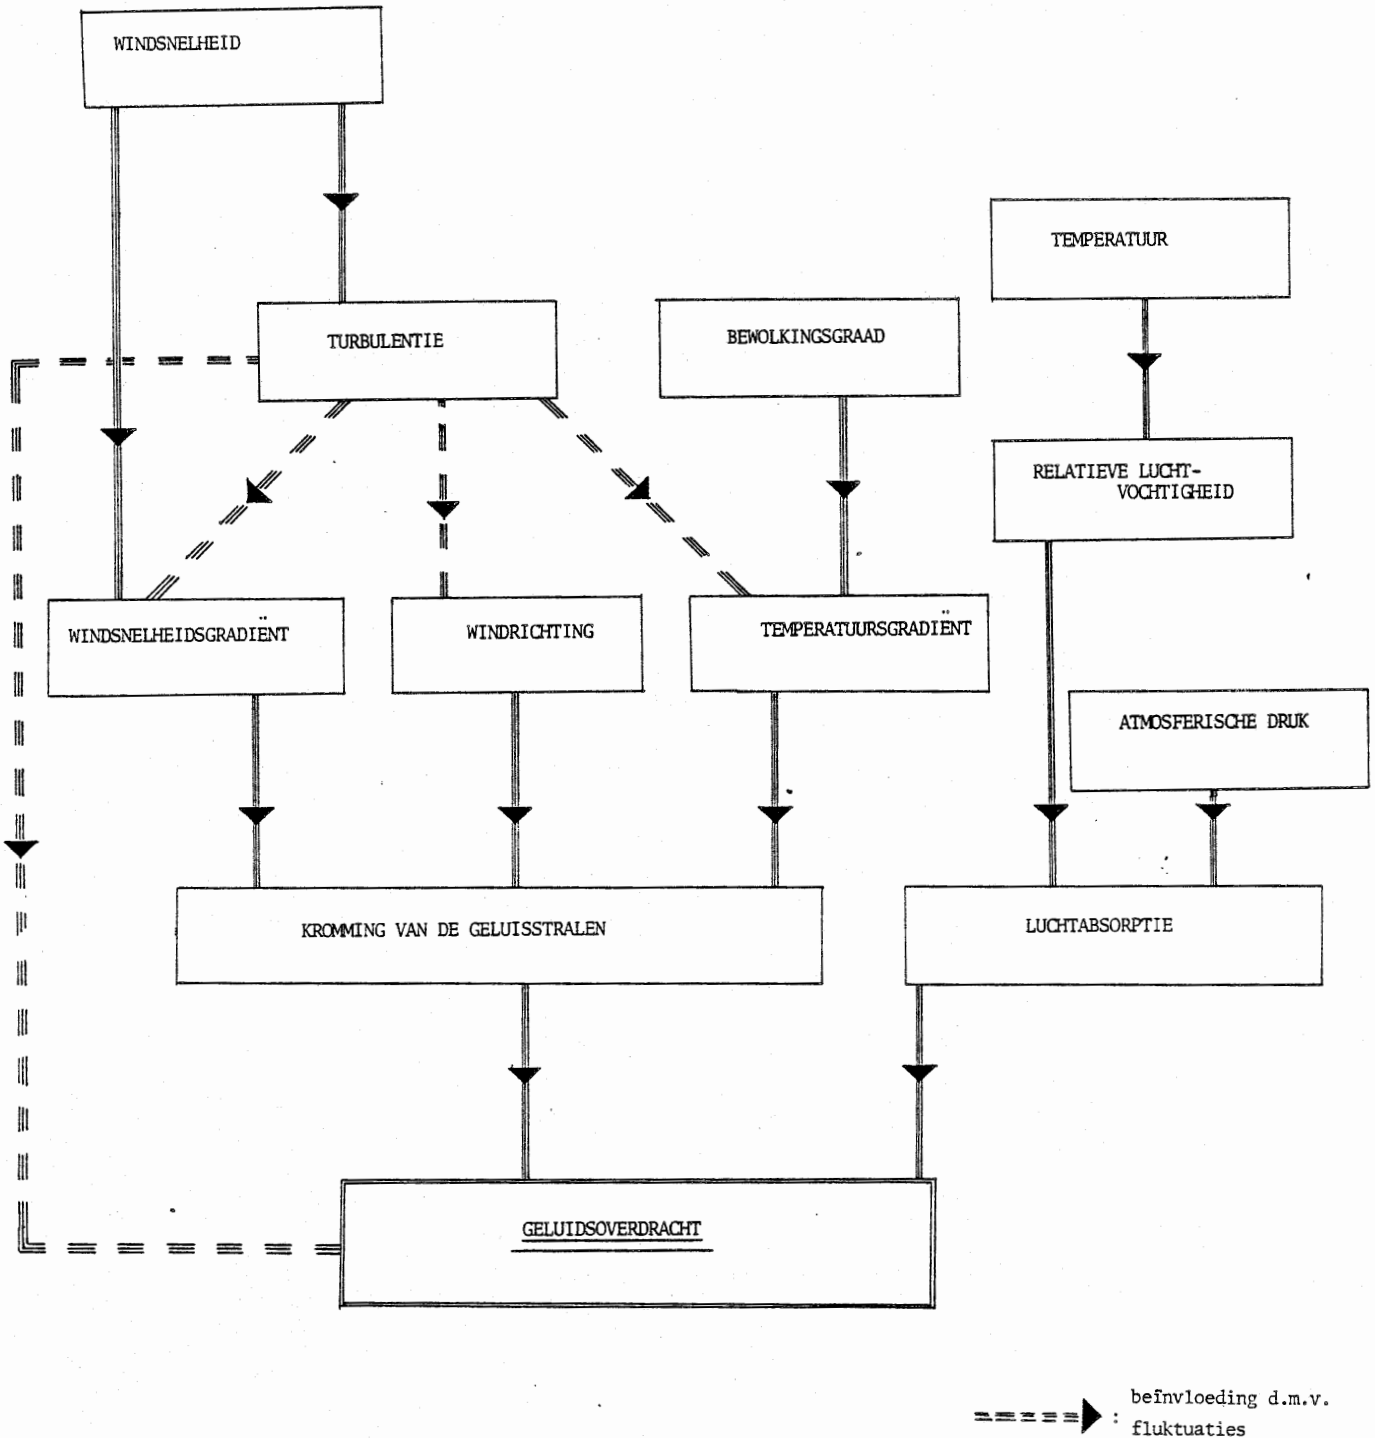 WINDSNELHEID
TEMPERATUUR
TURBULENTIE
BEWOLKINGSGRAAD
RELATIEVE LUCHT-
VOCHTIGHEID
WINDSNELHEIDSGRADIËNT
WINDRICHTING
TEMPERATUURSGRADIËNT
ATMOSFERISCHE DRUK
KROMMING VAN DE GELUISSTRALEN
LUCHTABSORPTIE
GELUIDSOVERDRACHT
: beïnvloeding d.m.v.
fluktuaties